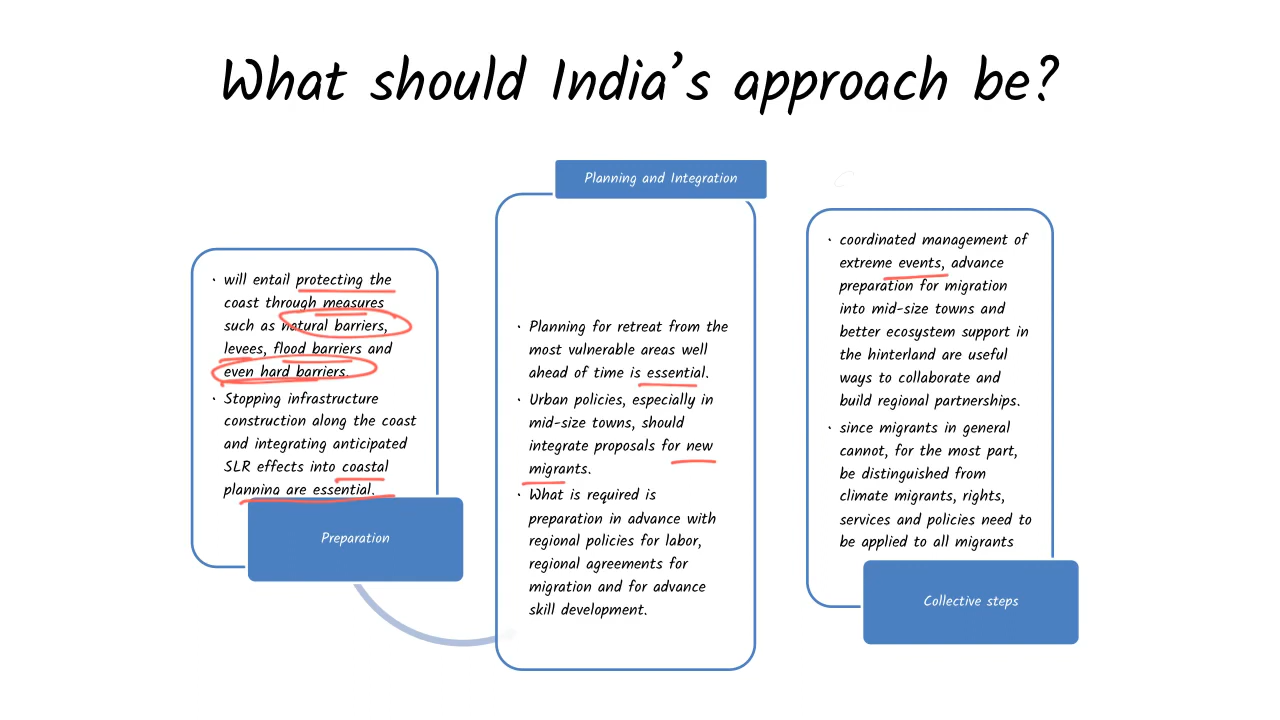 What should India's approach be?
• will entail protecting the
coast through measures
such as natural barriers,
levees, flood barriers and
even hard barriers.
• Stopping infrastructure
construction along the coast
and integrating anticipated
SLR effects into coastal
planning are essential.
Preparation
Planning and Integration
• Planning for retreat from the
most vulnerable areas well
ahead of time is essential.
• Urban policies, especially in
mid-size towns, should
integrate proposals for new
migrants.
• What is required is
preparation in advance with
regional policies for labor,
regional agreements for
migration and for advance
skill development.
• coordinated management of
extreme events, advance
preparation for migration
into mid-size towns and
better ecosystem support in
the hinterland are useful
ways to collaborate and
build regional partnerships.
• since migrants in general
cannot, for the most part,
be distinguished from
climate migrants, rights,
services and policies need to
be applied to all migrants
Collective steps